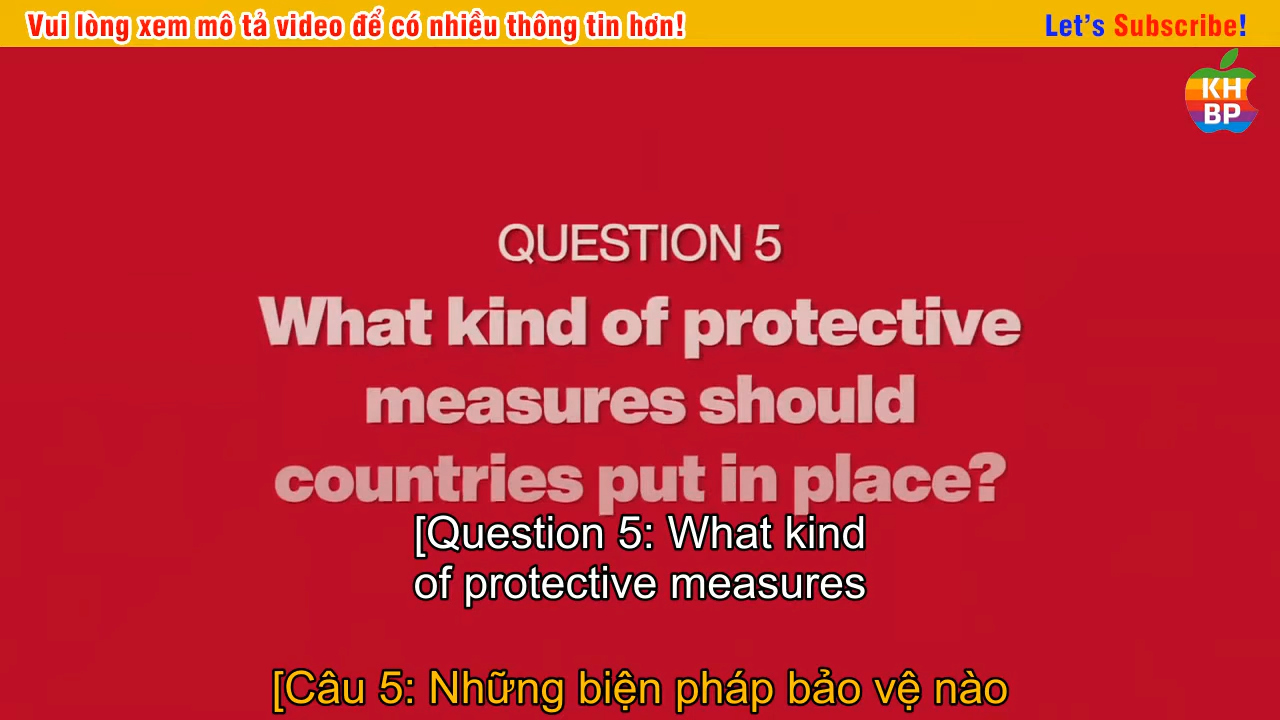 Vui lòng xem mô tả video để có nhiều thông tin hơn!
Let's Subscribe!
KH
BP
QUESTION 5
What kind of protective
measures should
countries put in place?
[Question 5: What kind
of protective measures
[Câu 5: Những biện pháp bảo vệ nào